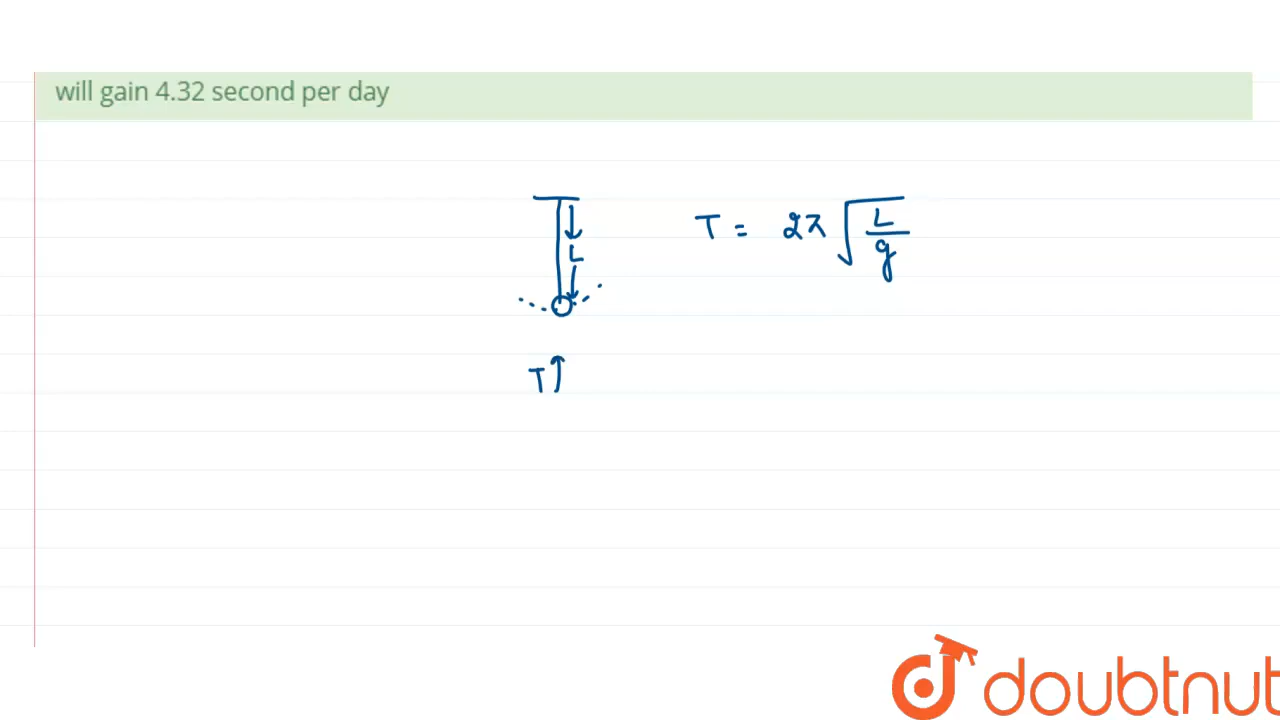 will gain 4.32 second per day
T = 2π √(L/g)
L
T↑
doubtnut